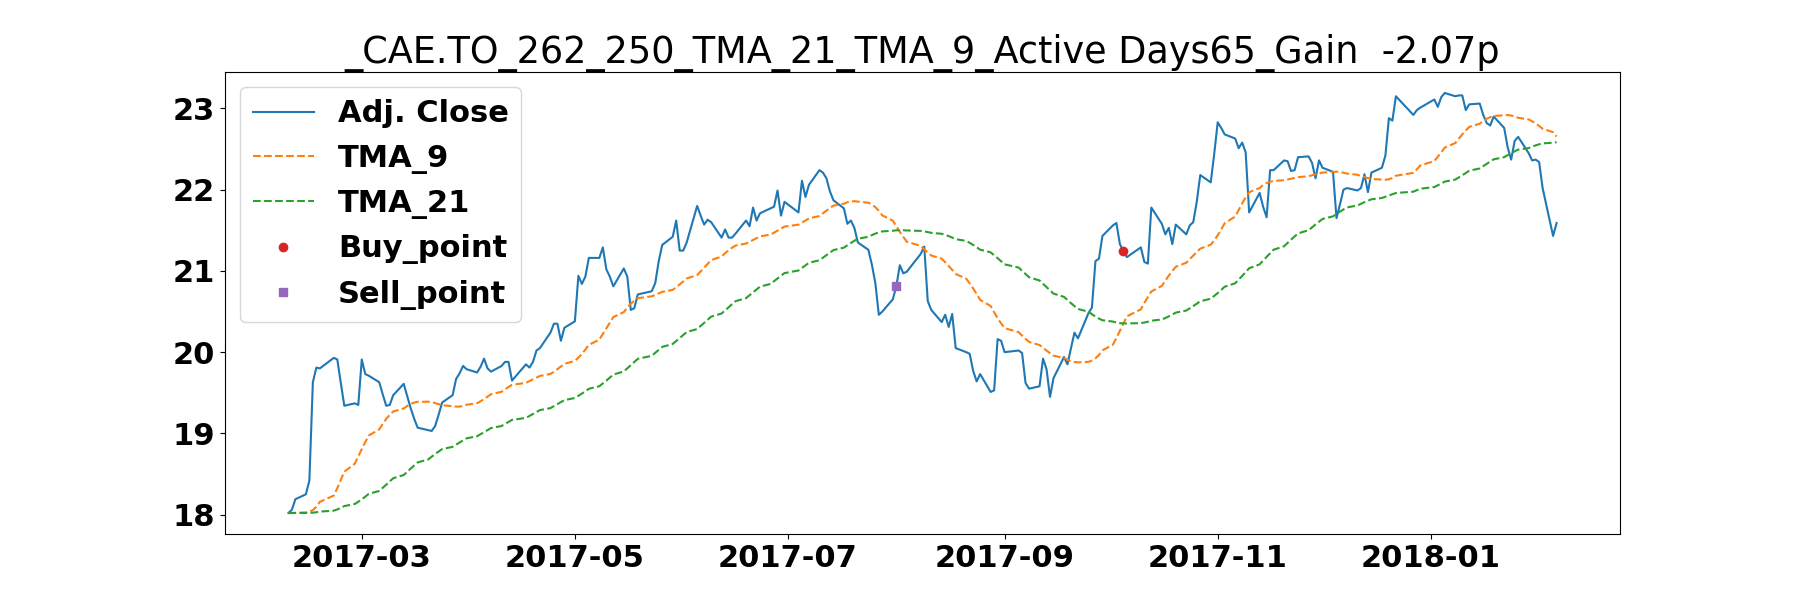 _CAE.TO_262_250_TMA_21_TMA_9_Active Days65_Gain  -2.07p
Adj. Close
TMA_9
TMA_21
Buy_point
Sell_point
23
22
21
20
19
18
2017-03 2017-05 2017-07 2017-09 2017-11 2018-01